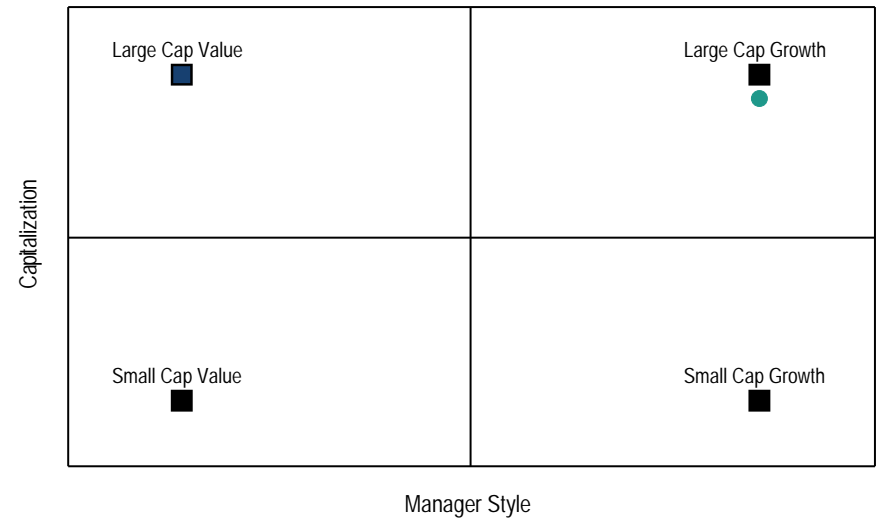 Large Cap Value
Large Cap Growth
Capitalization
Small Cap Value
Small Cap Growth
Manager Style